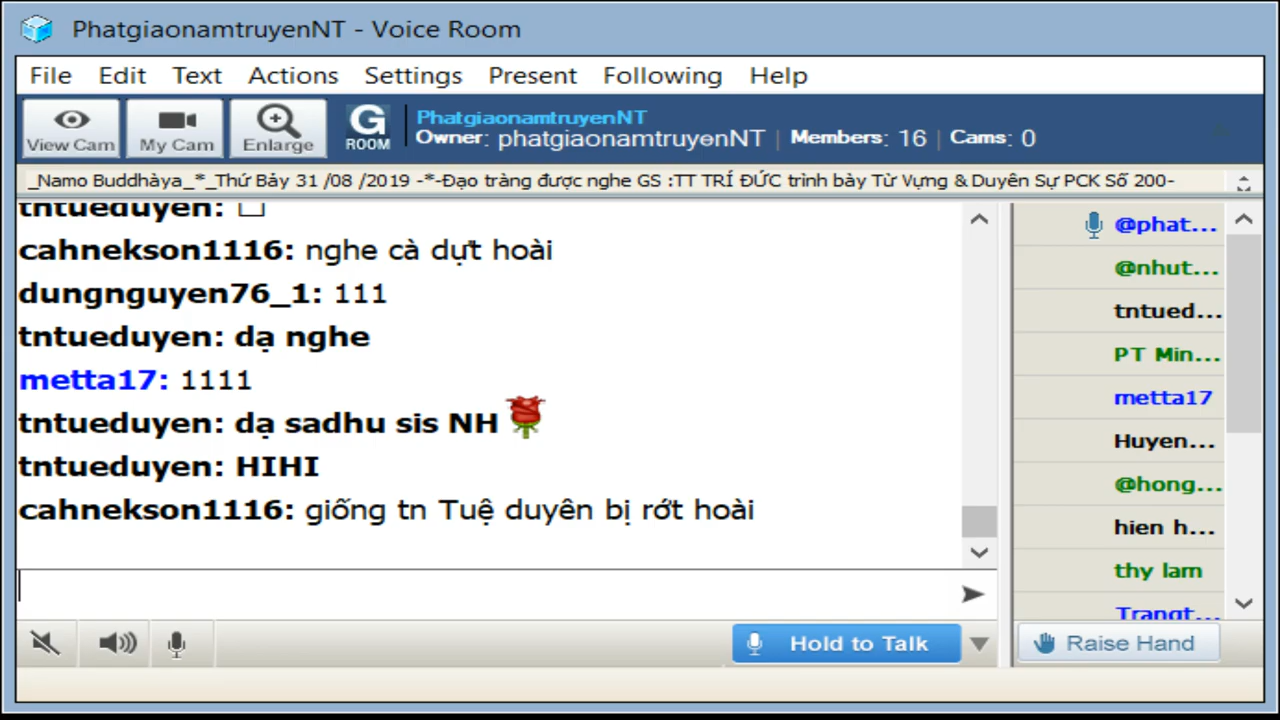 PhatgiaonamtruyenNT - Voice Room
File Edit Text Actions Settings Present Following Help
View Cam
My Cam
Enlarge
G
ROOM
PhatgiaonamtruyenNT
Owner: phatgiaonamtruyenNT | Members: 16 | Cams: 0
_Namo Buddhàya_*_Thứ Bảy 31 /08 /2019 -*-Đạo tràng được nghe GS :TT TRÍ ĐỨC trình bày Từ Vựng & Duyên Sự PCK Số 200-
tntueduyen: □
cahnekson1116: nghe cà dựt hoài
dungnguyen76_1: 111
tntueduyen: dạ nghe
metta17: 1111
tntueduyen: dạ sadhu sis NH
tntueduyen: HIHI
cahnekson1116: giống tn Tuệ duyên bị rớt hoài
@phat...
@nhut...
tntued...
PT Min...
metta17
Huyen...
@hong...
hien h...
thy lam
Trangt...
Hold to Talk
Raise Hand